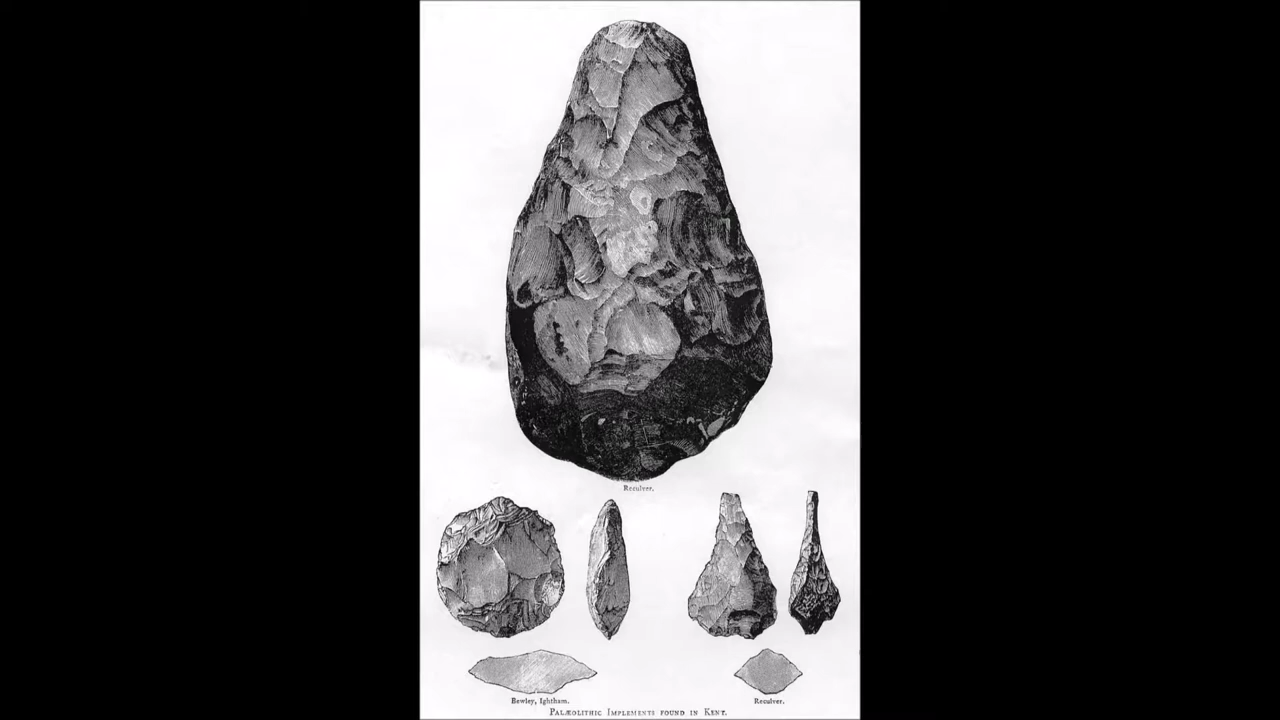 Reculver.
Bewley, Ightham.
Reculver.
PALÆOLITHIC IMPLEMENTS FOUND IN KENT.